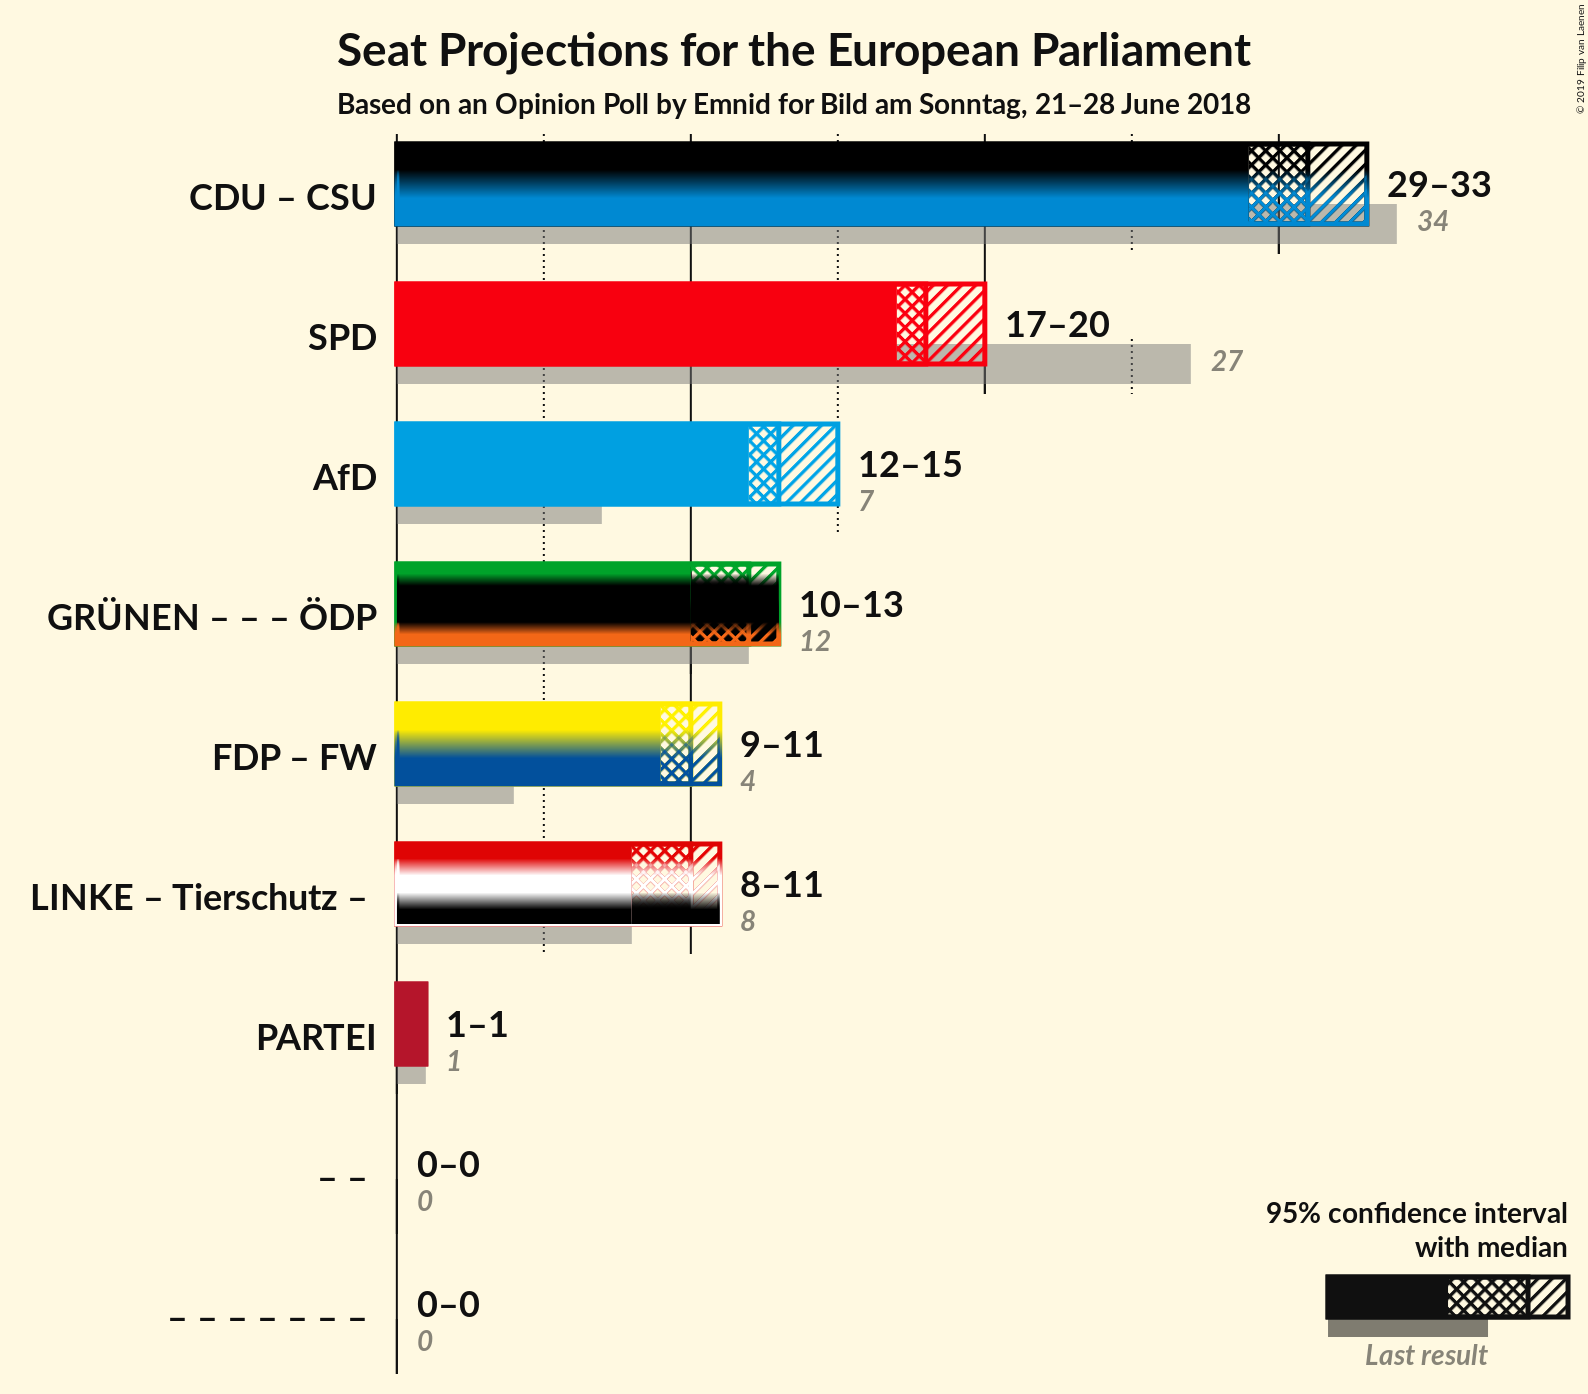 Seat Projections for the European Parliament
Based on an Opinion Poll by Emnid for Bild am Sonntag, 21–28 June 2018
© 2019 Filip van Laenen
CDU – CSU
29–33
34
SPD
17–20
27
AfD
12–15
7
GRÜNEN – – – ÖDP
10–13
12
FDP – FW
9–11
4
LINKE – Tierschutz –
8–11
8
PARTEI
1–1
1
– –
0–0
0
– – – – – – –
0–0
0
95% confidence interval
with median
Last result